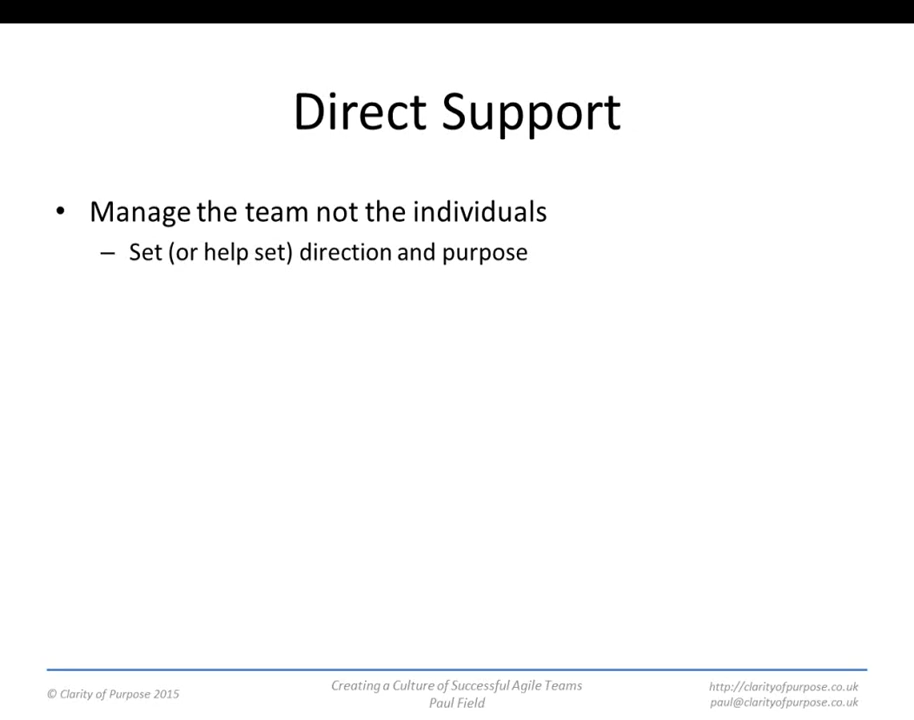 Direct Support
• Manage the team not the individuals
– Set (or help set) direction and purpose
© Clarity of Purpose 2015
Creating a Culture of Successful Agile Teams
Paul Field
http://clarityofpurpose.co.uk
paul@clarityofpurpose.co.uk